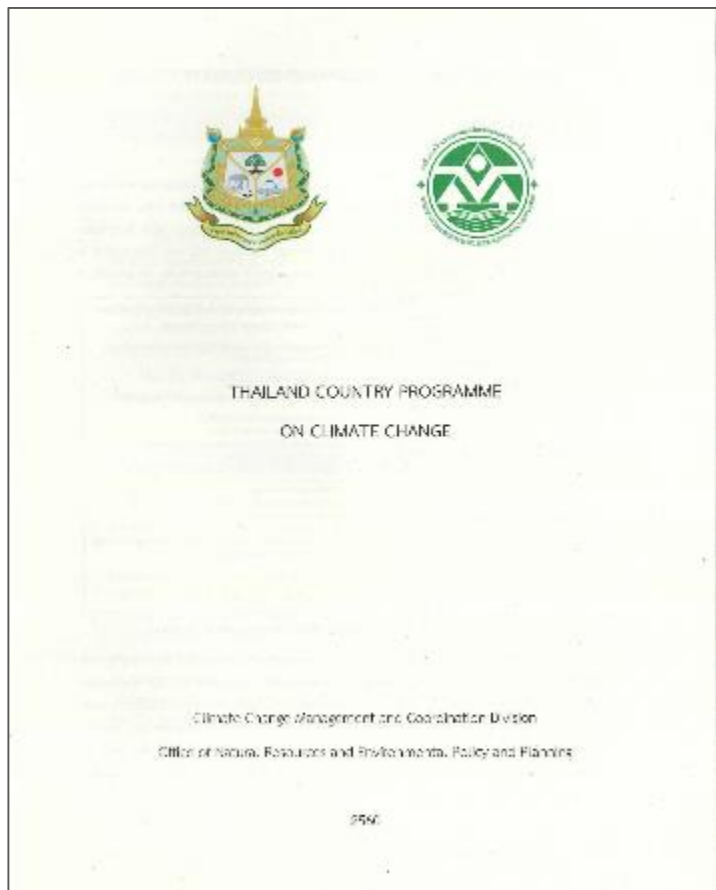 THAILAND COUNTRY PROGRAMME
ON CLIMATE CHANGE
Climate Change Management and Coordination Division
Office of Natural Resources and Environmental Policy and Planning
2560